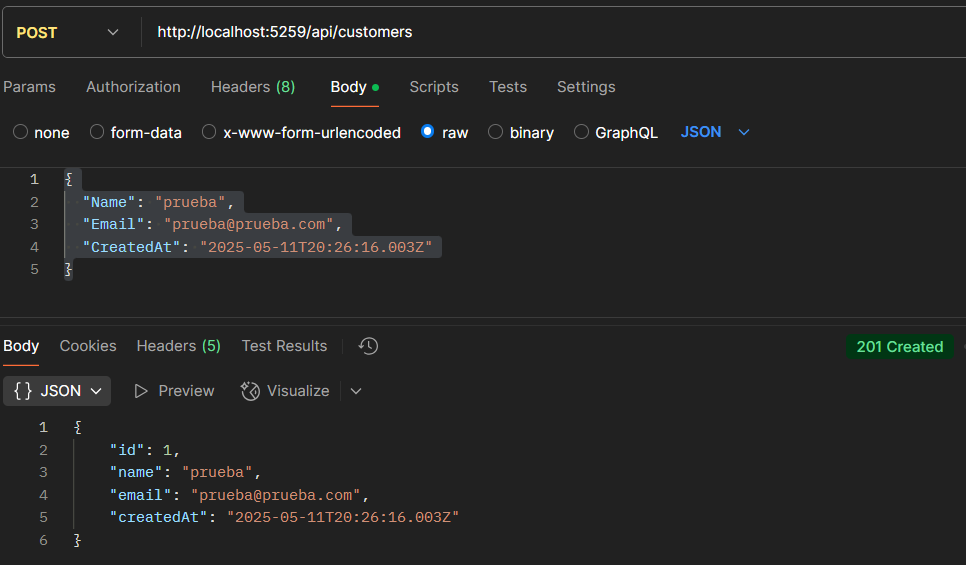 POST http://localhost:5259/api/customers
Params Authorization Headers (8) Body Scripts Tests Settings
none form-data x-www-form-urlencoded raw binary GraphQL JSON
1 {
2 "Name": "prueba",
3 "Email": "prueba@prueba.com",
4 "CreatedAt": "2025-05-11T20:26:16.003Z"
5 }
Body Cookies Headers (5) Test Results 201 Created
{} JSON Preview Visualize
1 {
2 "id": 1,
3 "name": "prueba",
4 "email": "prueba@prueba.com",
5 "createdAt": "2025-05-11T20:26:16.003Z"
6 }